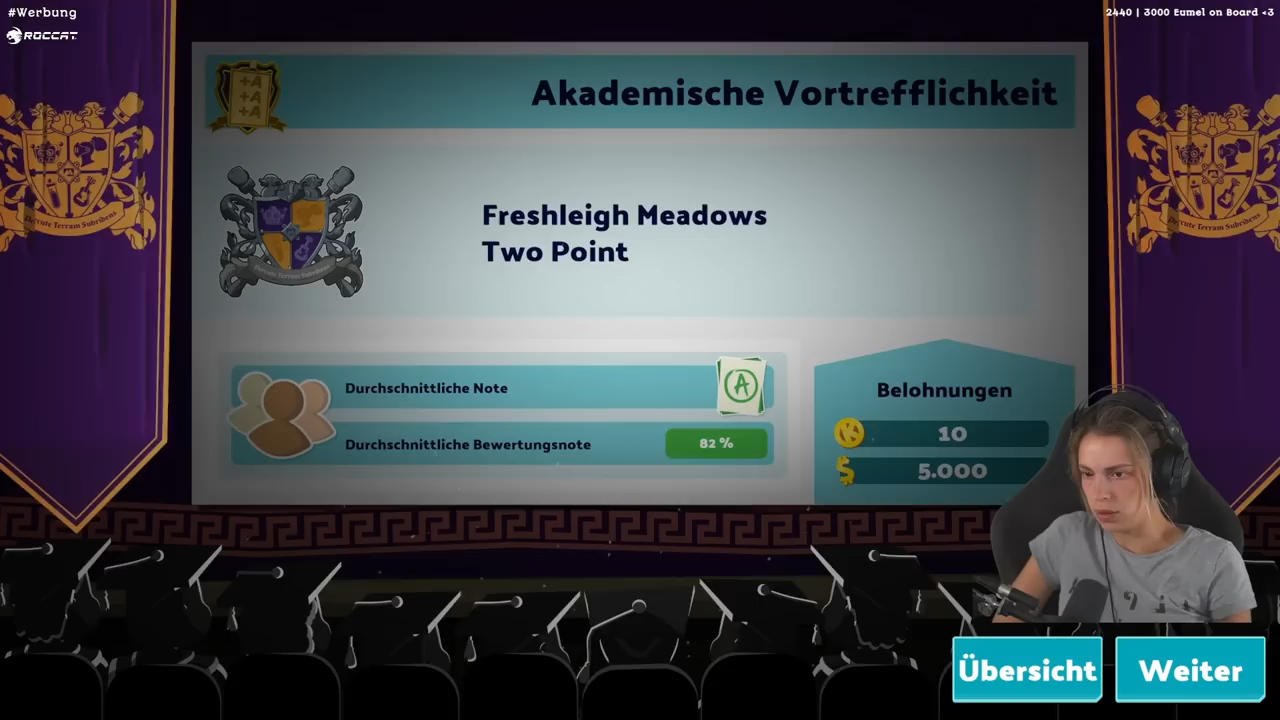 #Werbung
ROCCAT
2440 | 3000 Eumel on Board <3
+A
+A
+A
Akademische Vortrefflichkeit
Freshleigh Meadows
Two Point
Durchschnittliche Note
A
Durchschnittliche Bewertungsnote
82 %
Belohnungen
K
10
$
5.000
Übersicht
Weiter